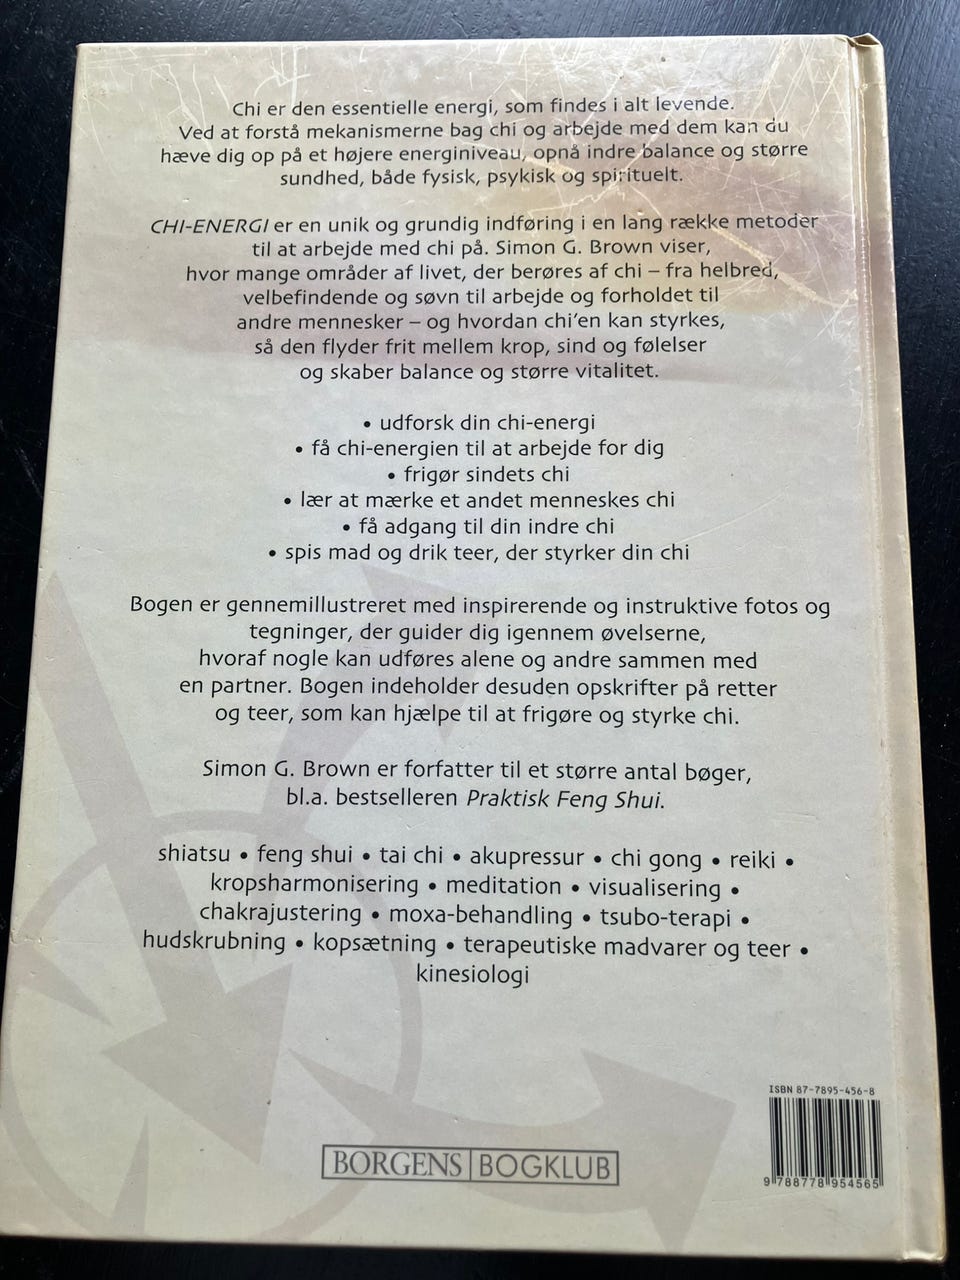 Chi er den essentielle energi, som findes i alt levende.
Ved at forstå mekanismerne bag chi og arbejde med dem kan du
hæve dig op på et højere energiniveau, opnå indre balance og større
sundhed, både fysisk, psykisk og spirituelt.
CHI-ENERGI er en unik og grundig indføring i en lang række metoder
til at arbejde med chi på. Simon G. Brown viser,
hvor mange områder af livet, der berøres af chi – fra helbred,
velbefindende og søvn til arbejde og forholdet til
andre mennesker – og hvordan chi'en kan styrkes,
så den flyder frit mellem krop, sind og følelser
og skaber balance og større vitalitet.
• udforsk din chi-energi
• få chi-energien til at arbejde for dig
• frigør sindets chi
• lær at mærke et andet menneskes chi
• få adgang til din indre chi
• spis mad og drik teer, der styrker din chi
Bogen er gennemillustreret med inspirerende og instruktive fotos og
tegninger, der guider dig igennem øvelserne,
hvoraf nogle kan udføres alene og andre sammen med
en partner. Bogen indeholder desuden opskrifter på retter
og teer, som kan hjælpe til at frigøre og styrke chi.
Simon G. Brown er forfatter til et større antal bøger,
bl.a. bestselleren Praktisk Feng Shui.
shiatsu • feng shui • tai chi • akupressur • chi gong • reiki •
kropsharmonisering • meditation • visualisering •
chakrajustering • moxa-behandling • tsubo-terapi •
hudskrubning • kopsætning • terapeutiske madvarer og teer •
kinesiologi
ISBN 87-7895-456-8
9 788778 954565
BORGENS BOGKLUB